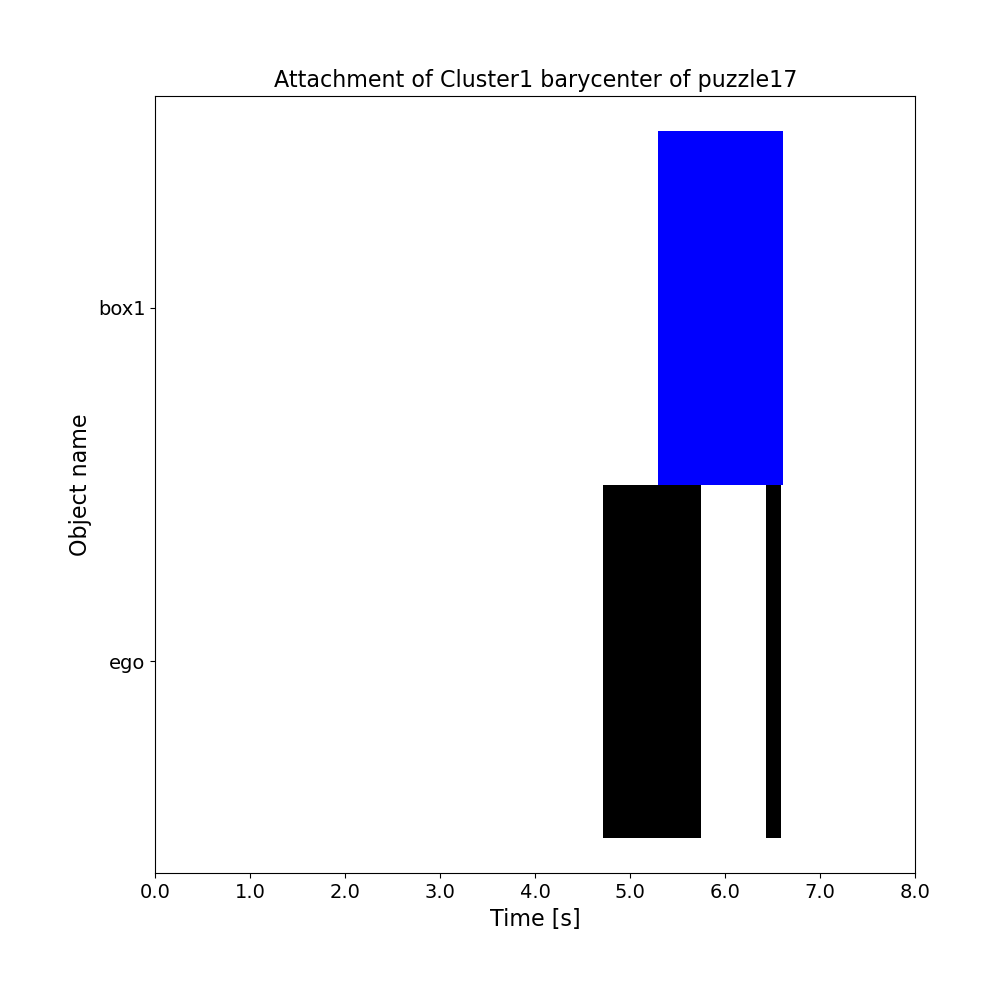 Attachment of Cluster1 barycenter of puzzle17
box1
ego
Object name
0.0 1.0 2.0 3.0 4.0 5.0 6.0 7.0 8.0
Time [s]